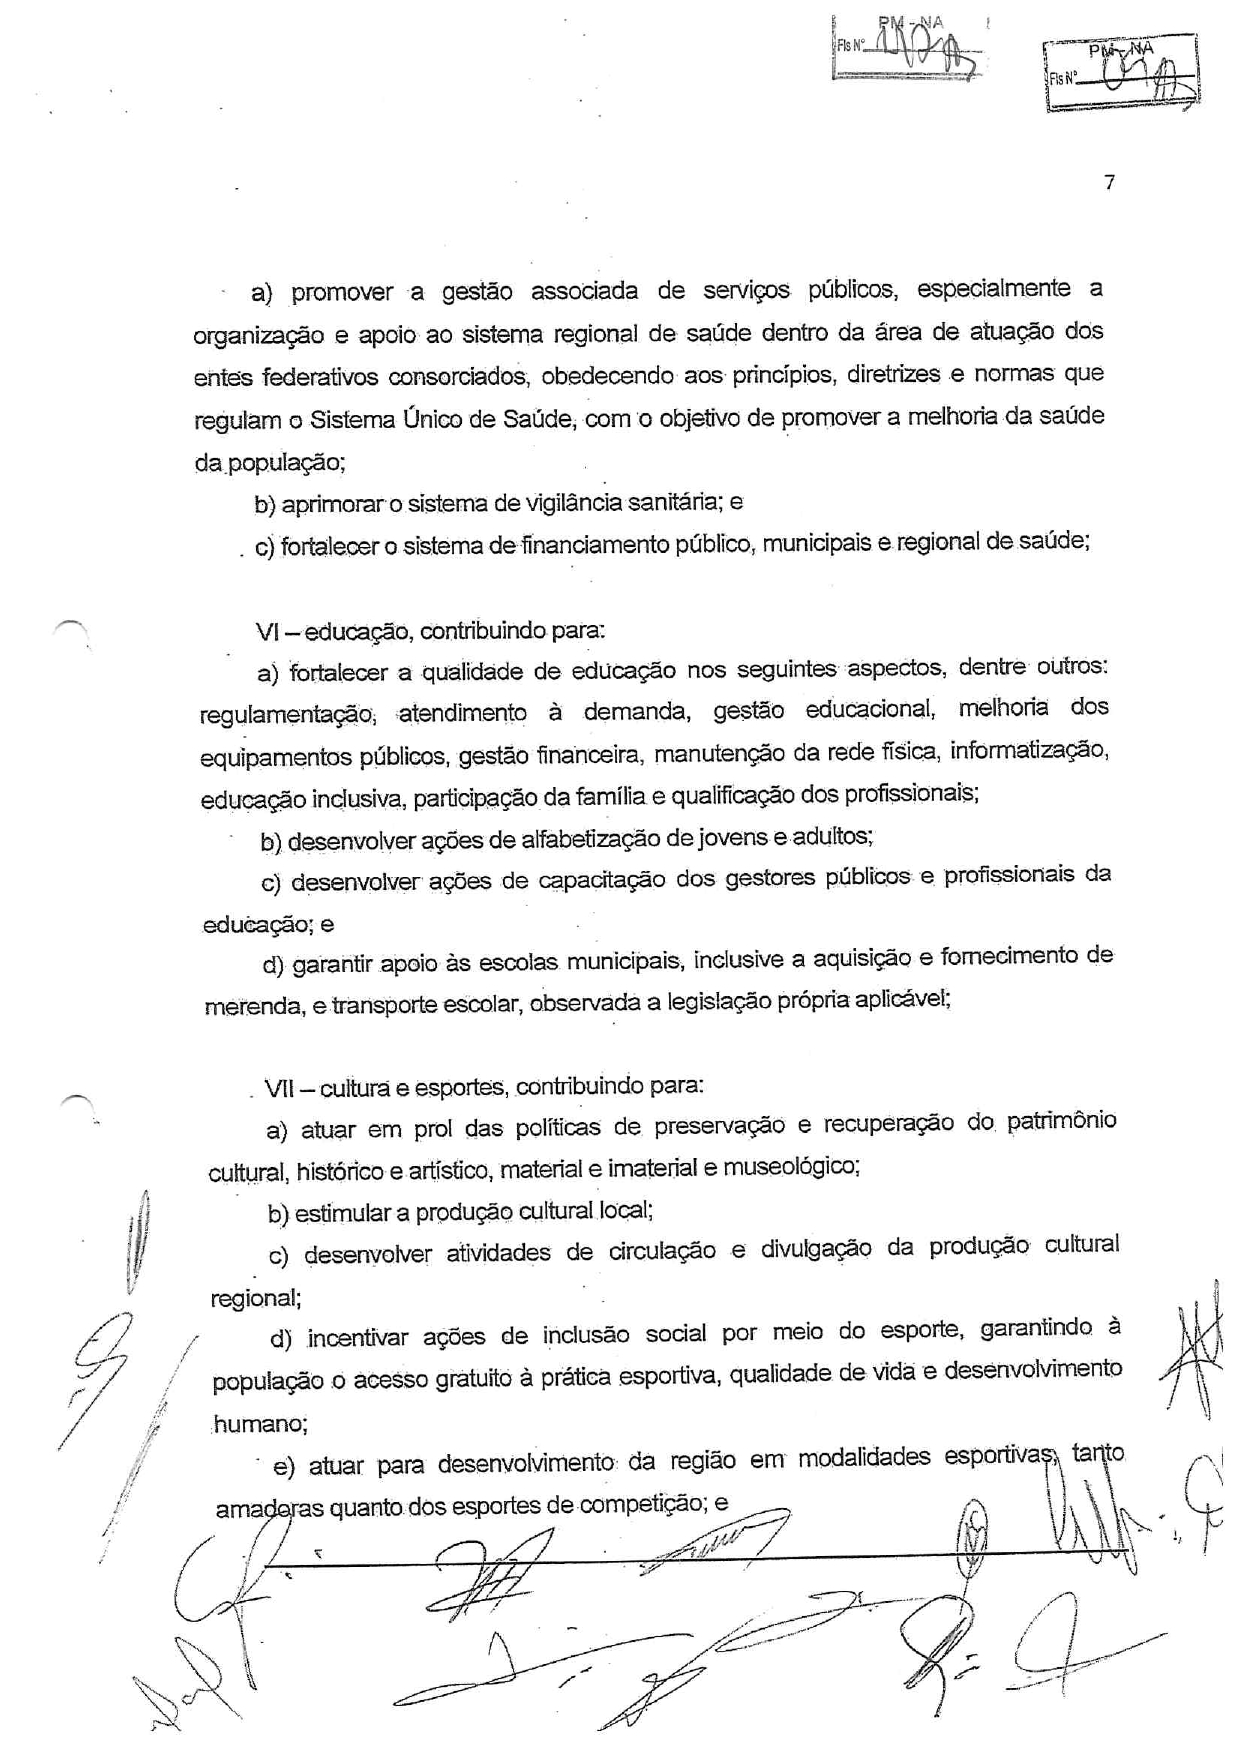 PM - NA
Fls Nº
PM - NA
Fls Nº
7
a) promover a gestão associada de serviços públicos, especialmente a
organização e apoio ao sistema regional de saúde dentro da área de atuação dos
entes federativos consorciados, obedecendo aos princípios, diretrizes e normas que
regulam o Sistema Único de Saúde, com o objetivo de promover a melhoria da saúde
da população;
b) aprimorar o sistema de vigilância sanitária; e
c) fortalecer o sistema de financiamento público, municipais e regional de saúde;
VI – educação, contribuindo para:
a) fortalecer a qualidade de educação nos seguintes aspectos, dentre outros:
regulamentação, atendimento à demanda, gestão educacional, melhoria dos
equipamentos públicos, gestão financeira, manutenção da rede física, informatização,
educação inclusiva, participação da família e qualificação dos profissionais;
b) desenvolver ações de alfabetização de jovens e adultos;
c) desenvolver ações de capacitação dos gestores públicos e profissionais da
educação; e
d) garantir apoio às escolas municipais, inclusive a aquisição e fornecimento de
merenda, e transporte escolar, observada a legislação própria aplicável;
VII – cultura e esportes, contribuindo para:
a) atuar em prol das políticas de preservação e recuperação do patrimônio
cultural, histórico e artístico, material e imaterial e museológico;
b) estimular a produção cultural local;
c) desenvolver atividades de circulação e divulgação da produção cultural
regional;
d) incentivar ações de inclusão social por meio do esporte, garantindo à
população o acesso gratuito à prática esportiva, qualidade de vida e desenvolvimento
humano;
e) atuar para desenvolvimento da região em modalidades esportivas, tanto
amadoras quanto dos esportes de competição; e